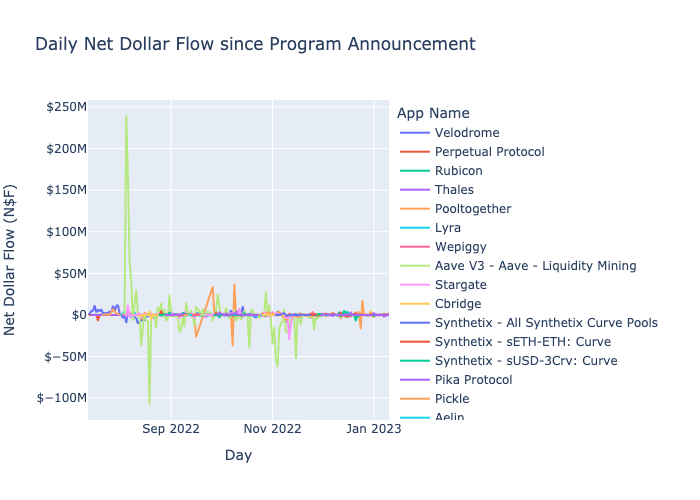 Daily Net Dollar Flow since Program Announcement
Net Dollar Flow (N$F)
$250M
$200M
$150M
$100M
$50M
$0
$−50M
$−100M
Sep 2022
Nov 2022
Jan 2023
Day
App Name
Velodrome
Perpetual Protocol
Rubicon
Thales
Pooltogether
Lyra
Wepiggy
Aave V3 - Aave - Liquidity Mining
Stargate
Cbridge
Synthetix - All Synthetix Curve Pools
Synthetix - sETH-ETH: Curve
Synthetix - sUSD-3Crv: Curve
Pika Protocol
Pickle
Aelin